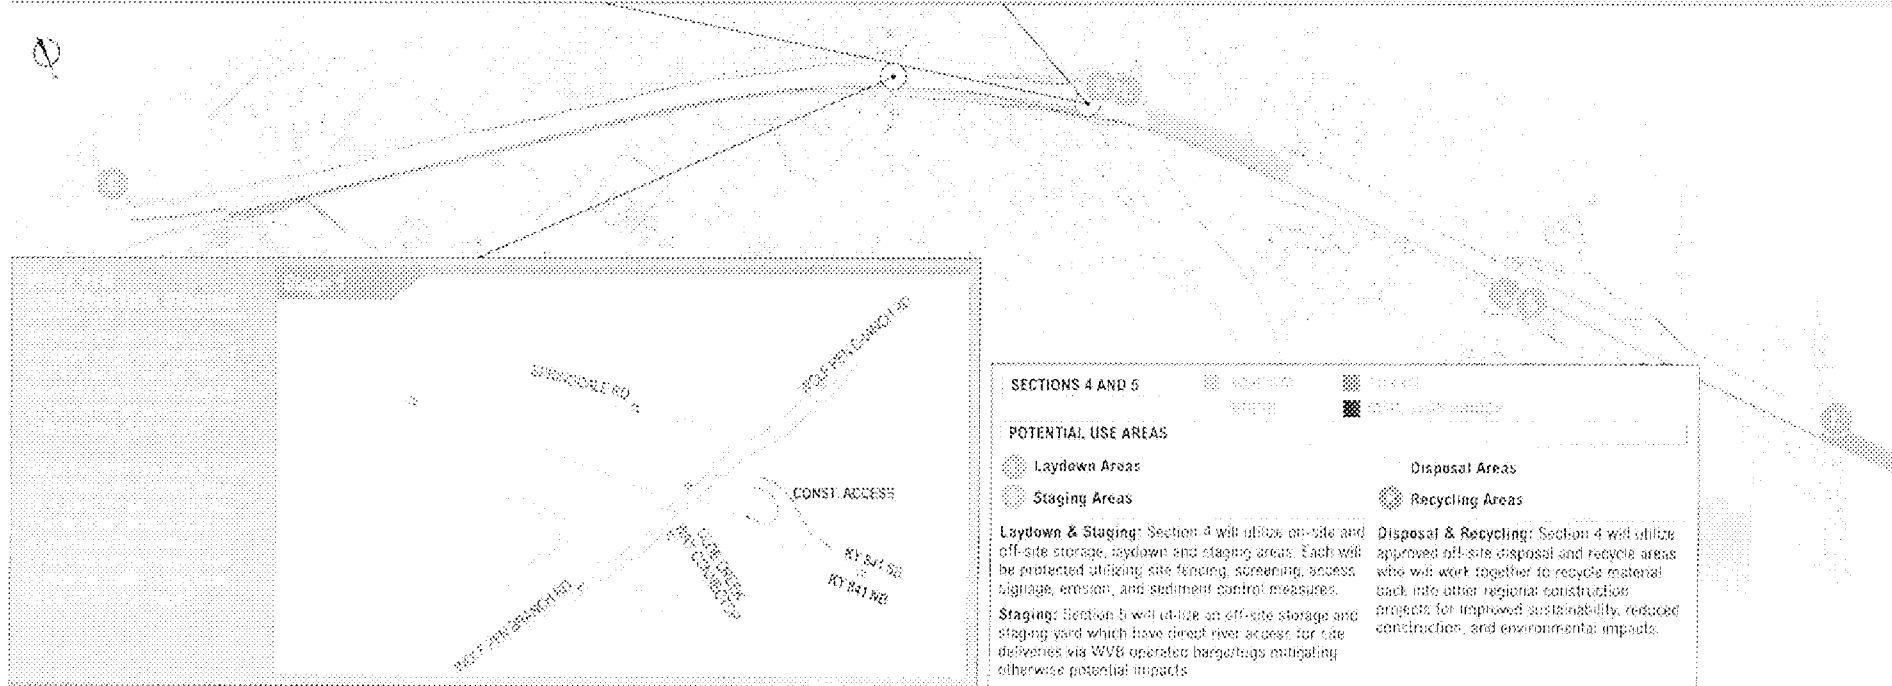 SPRINGDALE RD
WOLF PEN BRANCH RD
CONST. ACCESS
KY 841 SB
KY 841 NB
WOLF PEN BRANCH RD
SECTIONS 4 AND 5
POTENTIAL USE AREAS
Laydown Areas
Staging Areas
Disposal Areas
Recycling Areas
Laydown & Staging: Section 4 will utilize on-site and
off-site storage, laydown and staging areas. Each will
be protected utilizing site fencing, screening, access
signage, erosion, and sediment control measures.
Staging: Section 5 will utilize an off-site storage and
staging yard which have direct river access for site
deliveries via WVB operated barge/tugs mitigating
otherwise potential impacts
Disposal & Recycling: Section 4 will utilize
approved off-site disposal and recycle areas
who will work together to recycle material
back into other regional construction
projects for improved sustainability, reduced
construction, and environmental impacts.